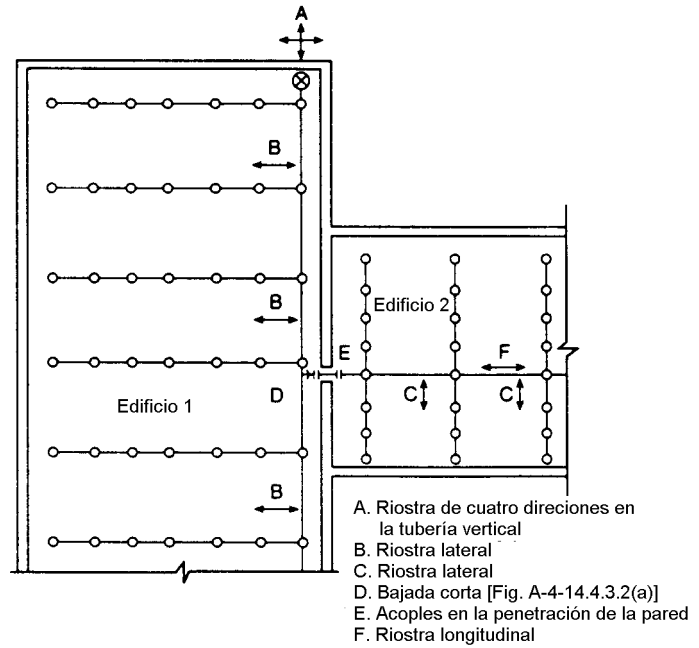 A
B
B
B
Edificio 2
E
F
D
C
C
Edificio 1
A. Riostra de cuatro direciones en
la tubería vertical
B. Riostra lateral
C. Riostra lateral
D. Bajada corta [Fig. A-4-14.4.3.2(a)]
E. Acoples en la penetración de la pared
F. Riostra longitudinal